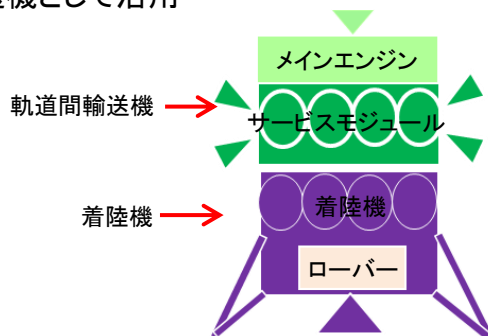 機として活用
メインエンジン
軌道間輸送機
サービスモジュール
着陸機
着陸機
ローバー